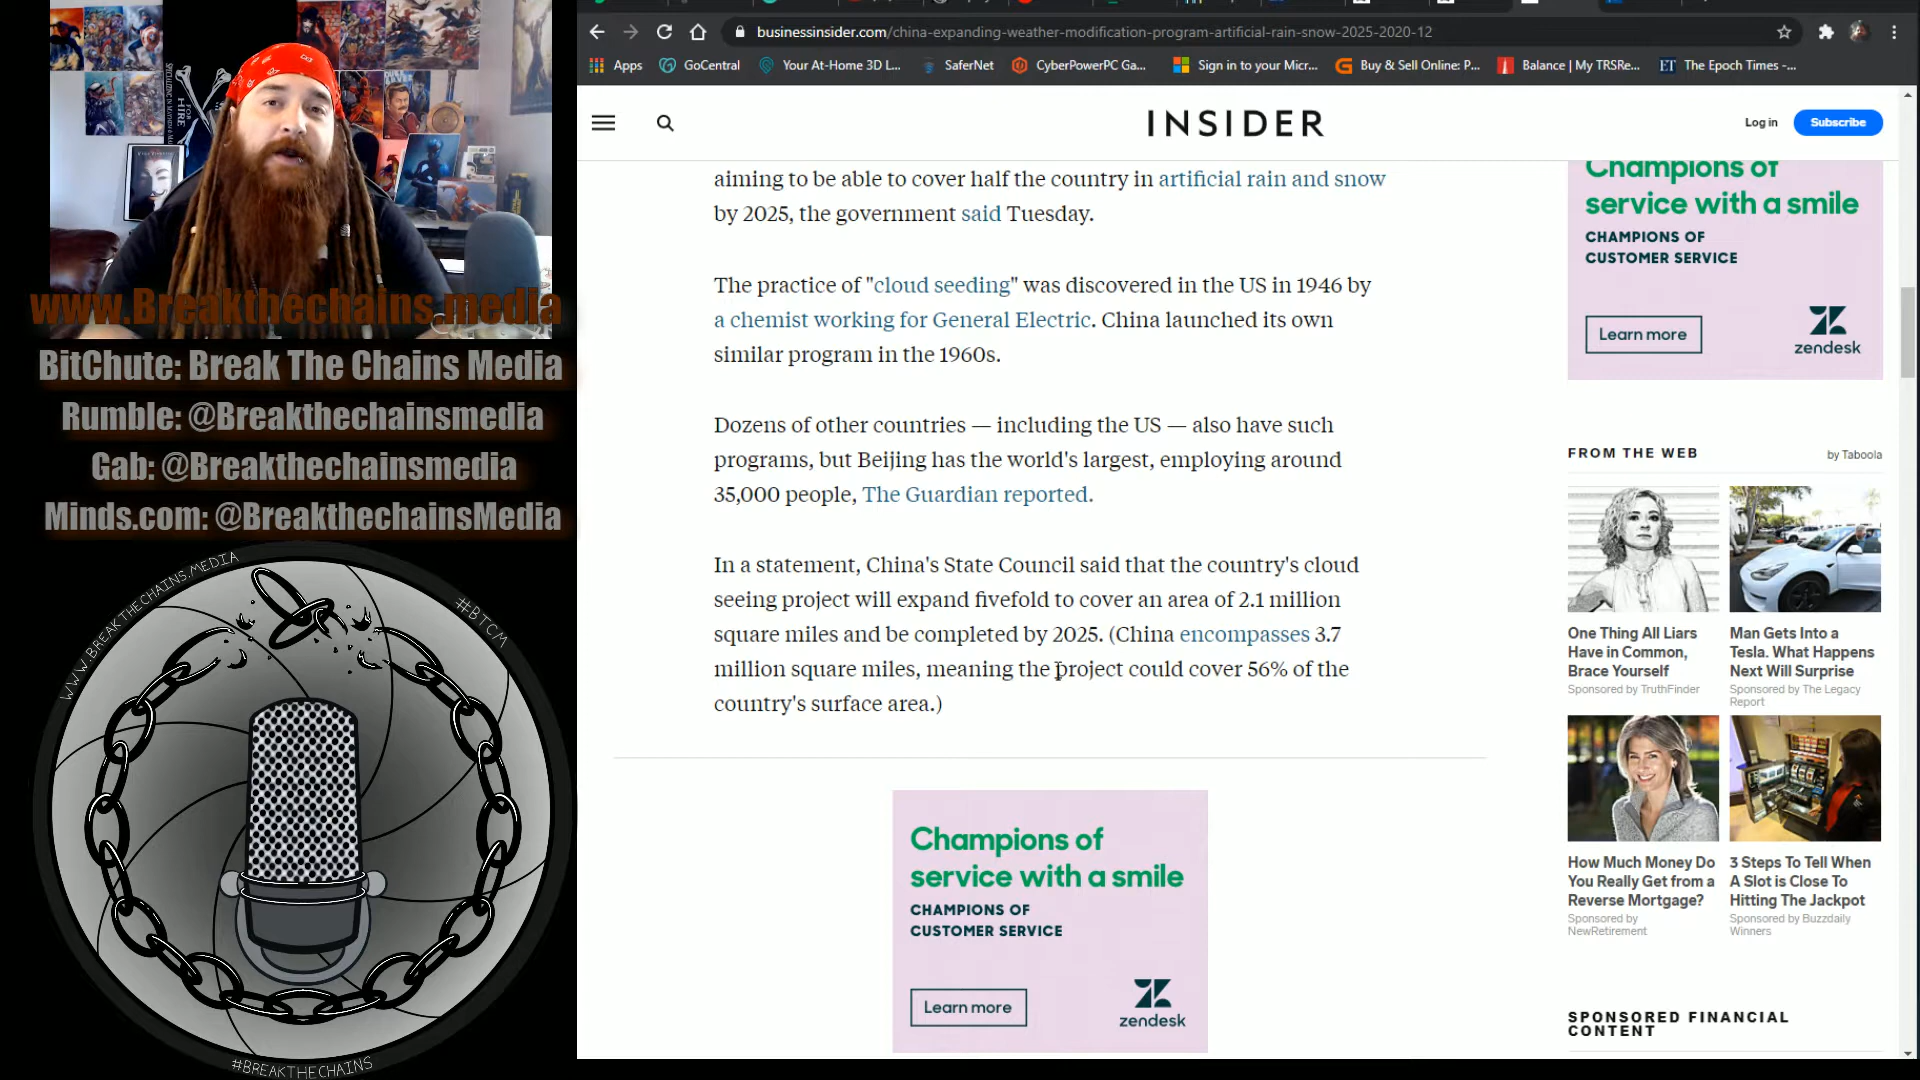 businessinsider.com/china-expanding-weather-modification-program-artificial-rain-snow-2025-2020-12
Apps
GoCentral
Your At-Home 3D L...
SaferNet
CyberPowerPC Ga...
Sign in to your Micr...
Buy & Sell Online: P...
Balance | My TRSRe...
ET The Epoch Times -...
INSIDER
Log in
Subscribe
aiming to be able to cover half the country in artificial rain and snow
by 2025, the government said Tuesday.
The practice of "cloud seeding" was discovered in the US in 1946 by
a chemist working for General Electric. China launched its own
similar program in the 1960s.
Dozens of other countries — including the US — also have such
programs, but Beijing has the world's largest, employing around
35,000 people, The Guardian reported.
In a statement, China's State Council said that the country's cloud
seeing project will expand fivefold to cover an area of 2.1 million
square miles and be completed by 2025. (China encompasses 3.7
million square miles, meaning the project could cover 56% of the
country's surface area.)
Champions of
service with a smile
CHAMPIONS OF
CUSTOMER SERVICE
Learn more
zendesk
Champions of
service with a smile
CHAMPIONS OF
CUSTOMER SERVICE
Learn more
zendesk
FROM THE WEB
by Taboola
One Thing All Liars
Have in Common,
Brace Yourself
Sponsored by TruthFinder
Man Gets Into a
Tesla. What Happens
Next Will Surprise
Sponsored by The Legacy
Report
How Much Money Do
You Really Get from a
Reverse Mortgage?
Sponsored by
NewRetirement
3 Steps To Tell When
A Slot is Close To
Hitting The Jackpot
Sponsored by Buzzdaily
Winners
SPONSORED FINANCIAL
CONTENT
FOR
HIRE
www.Breakthechains.media
BitChute: Break The Chains Media
Rumble: @Breakthechainsmedia
Gab: @Breakthechainsmedia
Minds.com: @BreakthechainsMedia
WWW.BREAKTHECHAINS.MEDIA
#BTCM
#BREAKTHECHAINS